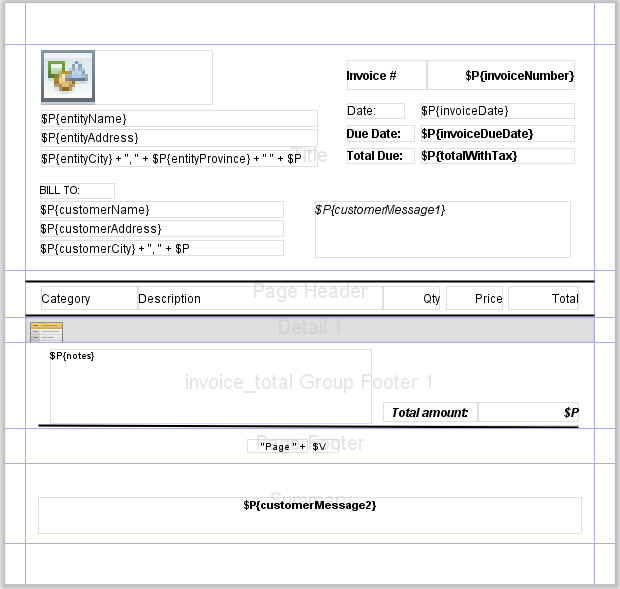 Invoice # $P{invoiceNumber}
$P{entityName}
Date: $P{invoiceDate}
$P{entityAddress}
Due Date: $P{invoiceDueDate}
$P{entityCity} + ", " + $P{entityProvince} + " " + $P
Title
Total Due: $P{totalWithTax}
BILL TO:
$P{customerName}
$P{customerMessage1}
$P{customerAddress}
$P{customerCity} + ", " + $P
Page Header
Category Description Qty Price Total
Detail 1
$P{notes}
invoice_total Group Footer 1
Total amount: $P
Page Footer
"Page " + $V
Summary
$P{customerMessage2}